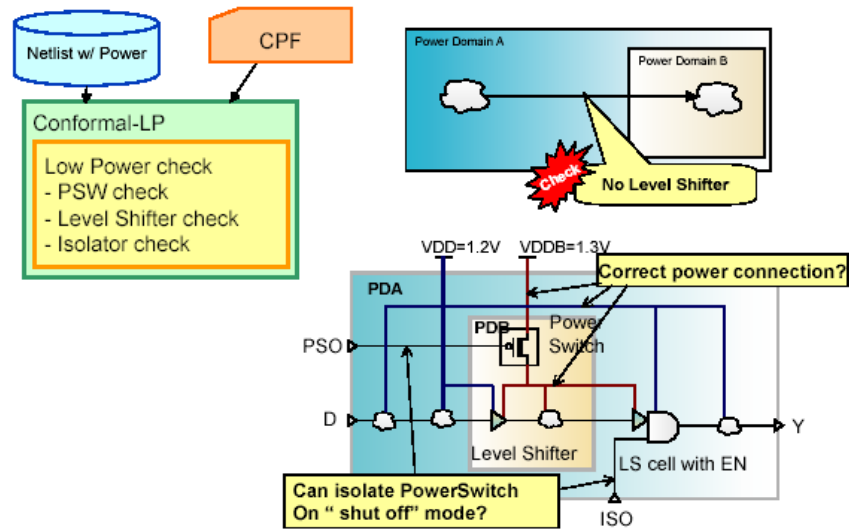 Netlist w/ Power
CPF
Conformal-LP
Low Power check
- PSW check
- Level Shifter check
- Isolator check
Power Domain A
Power Domain B
Check
No Level Shifter
VDD=1.2V
VDDB=1.3V
Correct power connection?
PDA
PDB
Power
Switch
PSO
D
Y
Level Shifter
LS cell with EN
Can isolate PowerSwitch
On “ shut off” mode?
ISO